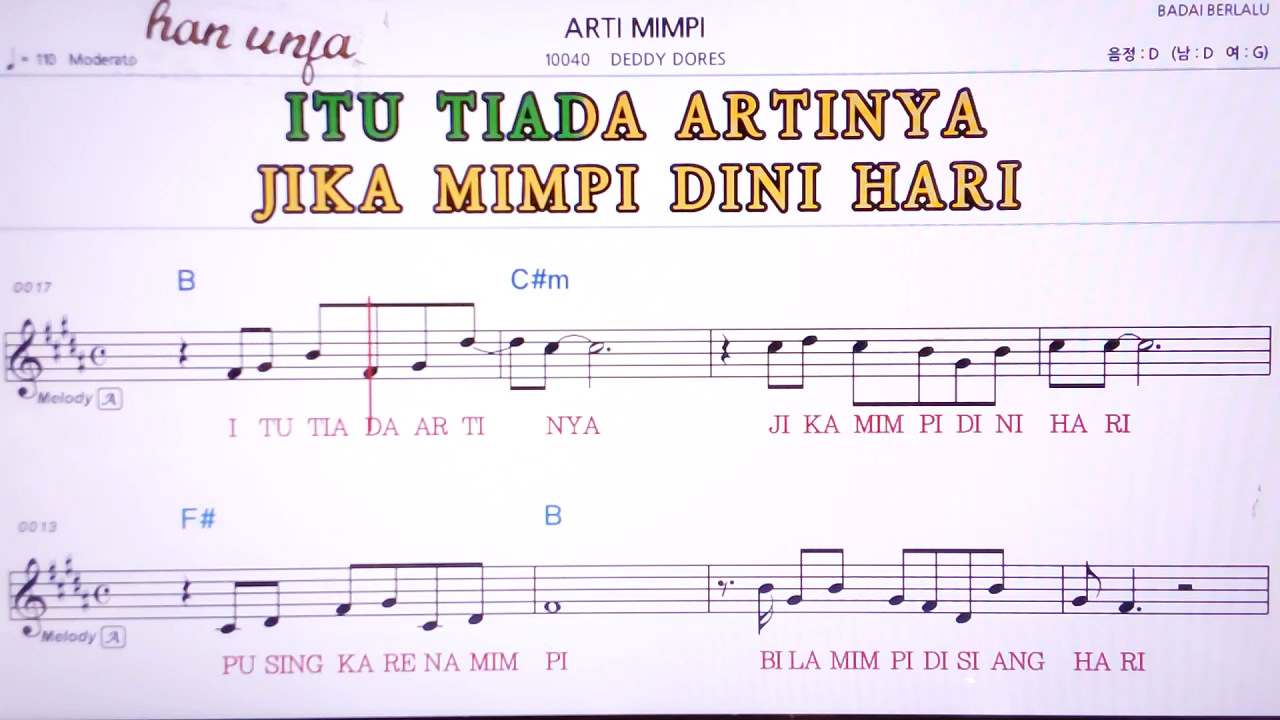 han unfa
BADAI BERLALU
ARTI MIMPI
♩= 110 Moderato
10040 DEDDY DORES
음정 : D (남 : D 여 : G)
ITU TIADA ARTINYA
JIKA MIMPI DINI HARI
0017 B C#m
Melody A
I TU TIA DA AR TI NYA JI KA MIM PI DI NI HA RI
0013 F# B
Melody A
PU SING KA RE NA MIM PI BI LA MIM PI DI SI ANG HA RI